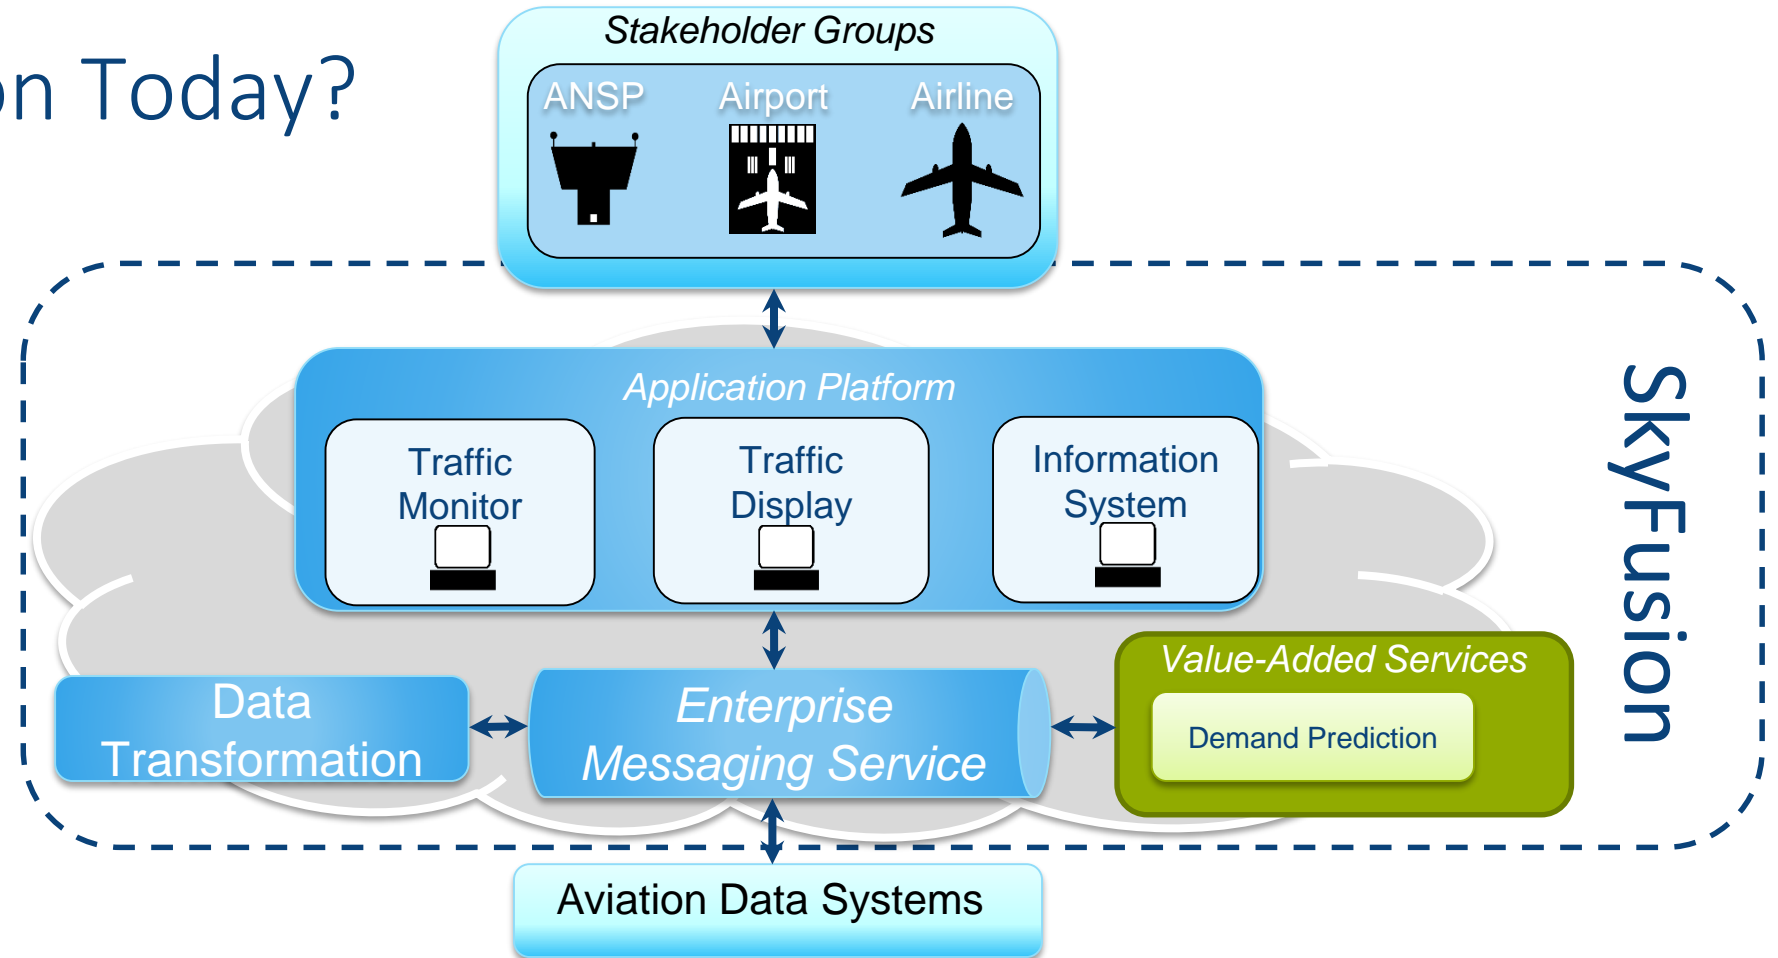 on Today?
Stakeholder Groups
ANSP
Airport
Airline
Application Platform
Traffic
Monitor
Traffic
Display
Information
System
SkyFusion
Data
Transformation
Enterprise
Messaging Service
Value-Added Services
Demand Prediction
Aviation Data Systems